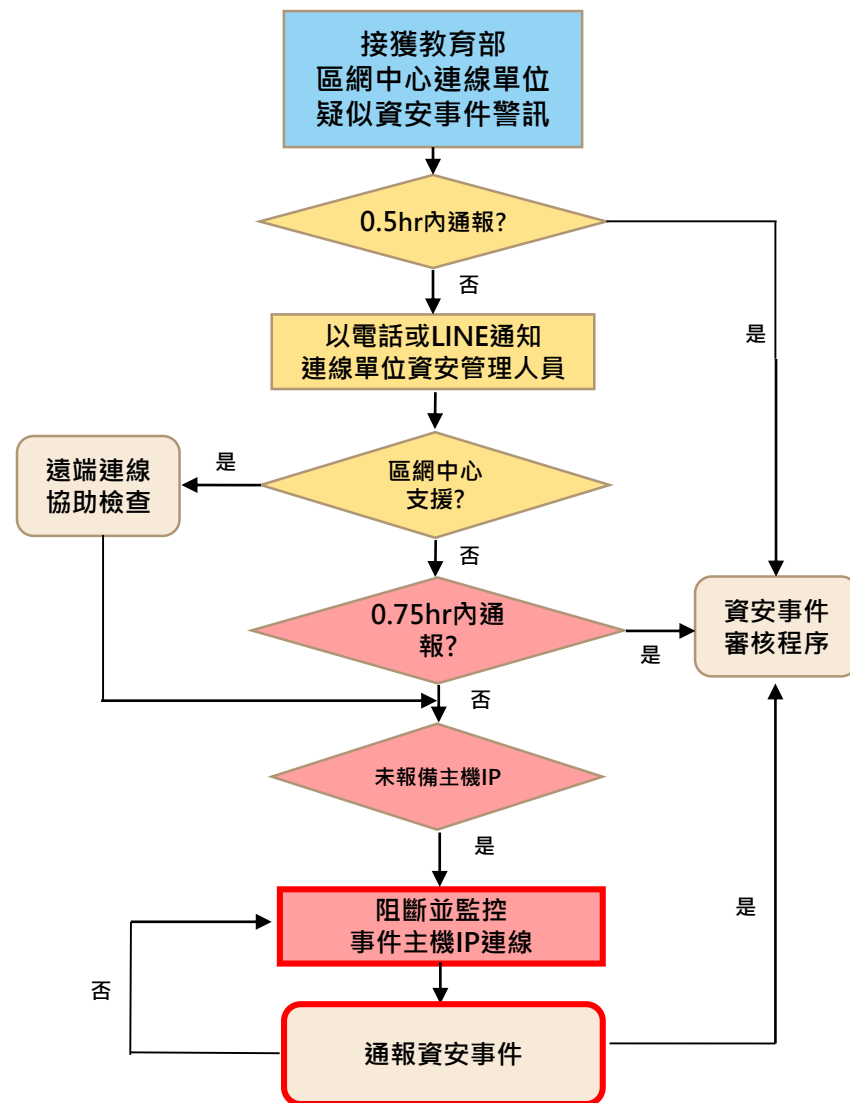 接獲教育部
區網中心連線單位
疑似資安事件警訊
0.5hr內通報?
否
是
以電話或LINE通知
連線單位資安管理人員
區網中心
支援?
是
遠端連線
協助檢查
否
0.75hr內通
報?
是
資安事件
審核程序
否
未報備主機IP
是
阻斷並監控
事件主機IP連線
是
否
通報資安事件